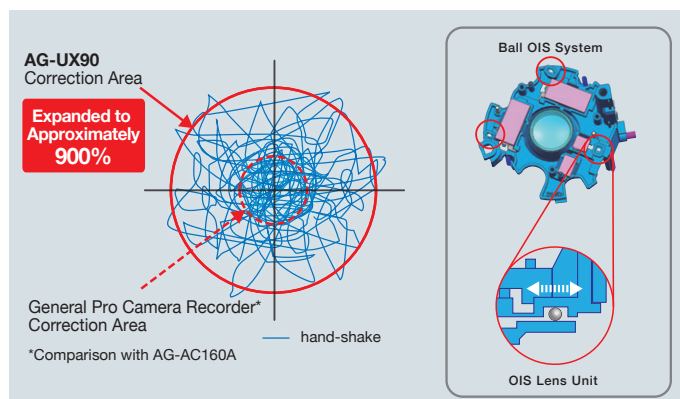 AG-UX90
Correction Area
Expanded to
Approximately
900%
General Pro Camera Recorder*
Correction Area
*Comparison with AG-AC160A
hand-shake
Ball OIS System
OIS Lens Unit